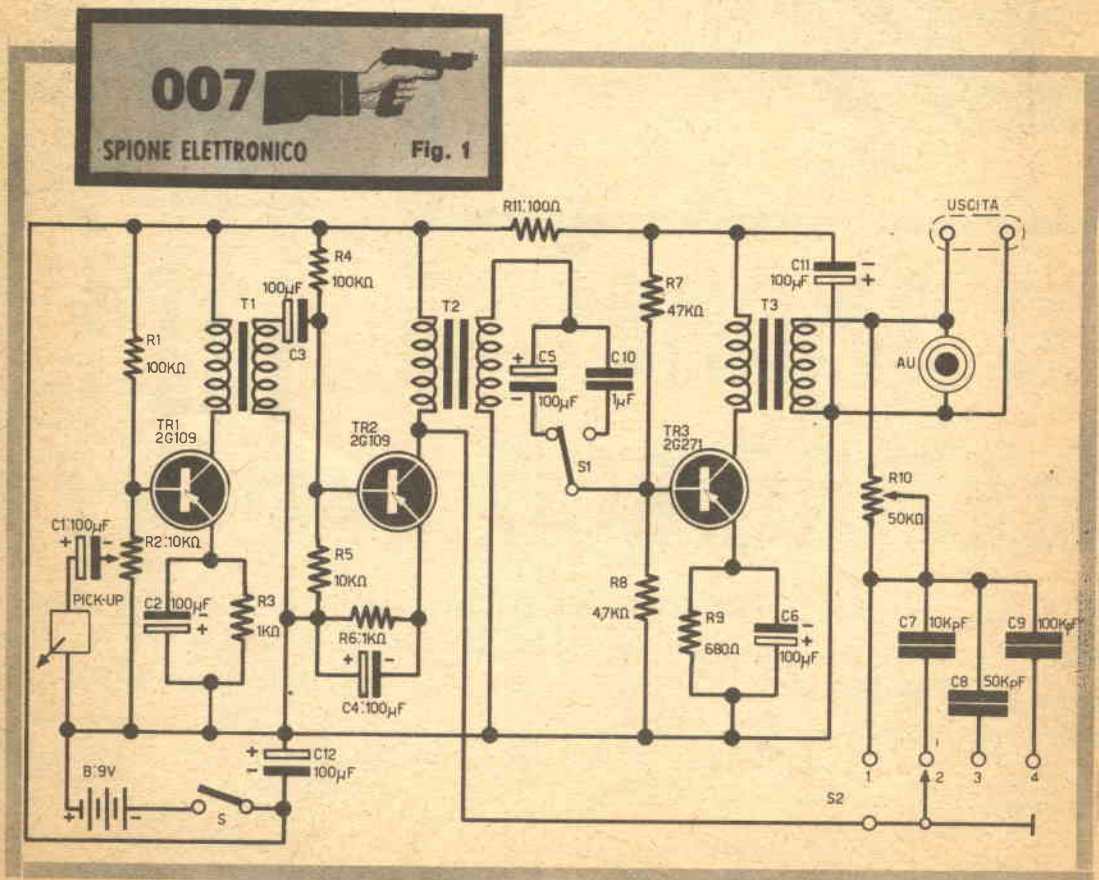 007
SPIONE ELETTRONICO
Fig. 1
R11:100Ω
USCITA
R4
100KΩ
C11
100µF
-
+
R7
47KΩ
T1
100µF
C3
T2
T3
R1
100KΩ
+
C5
-
100µF
C10
1µF
AU
TR1
2G109
TR2
2G109
S1
TR3
2G271
R10
50KΩ
C1:100µF
+
-
R2:10KΩ
PICK-UP
R5
10KΩ
R8
4,7KΩ
C2
100µF
-
+
R3
1KΩ
R6:1KΩ
R9
680Ω
C6
-
+
100µF
C7
10KpF
C9
100KpF
+
-
C4:100µF
C8
50KpF
+
-
C12
100µF
B:9V
+
-
S
S2
1
2
3
4